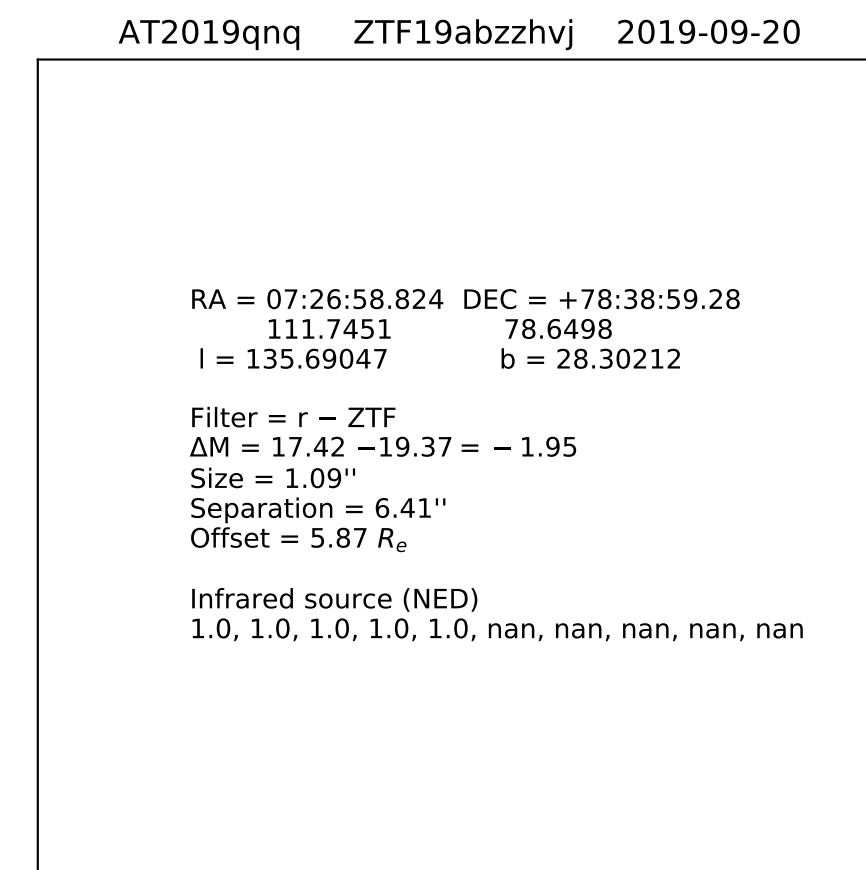 AT2019qnq ZTF19abzzhvj 2019-09-20
RA = 07:26:58.824 DEC = +78:38:59.28
111.7451 78.6498
l = 135.69047 b = 28.30212
Filter = r − ZTF
ΔM = 17.42 −19.37 = − 1.95
Size = 1.09''
Separation = 6.41''
Offset = 5.87 Re
Infrared source (NED)
1.0, 1.0, 1.0, 1.0, 1.0, nan, nan, nan, nan, nan